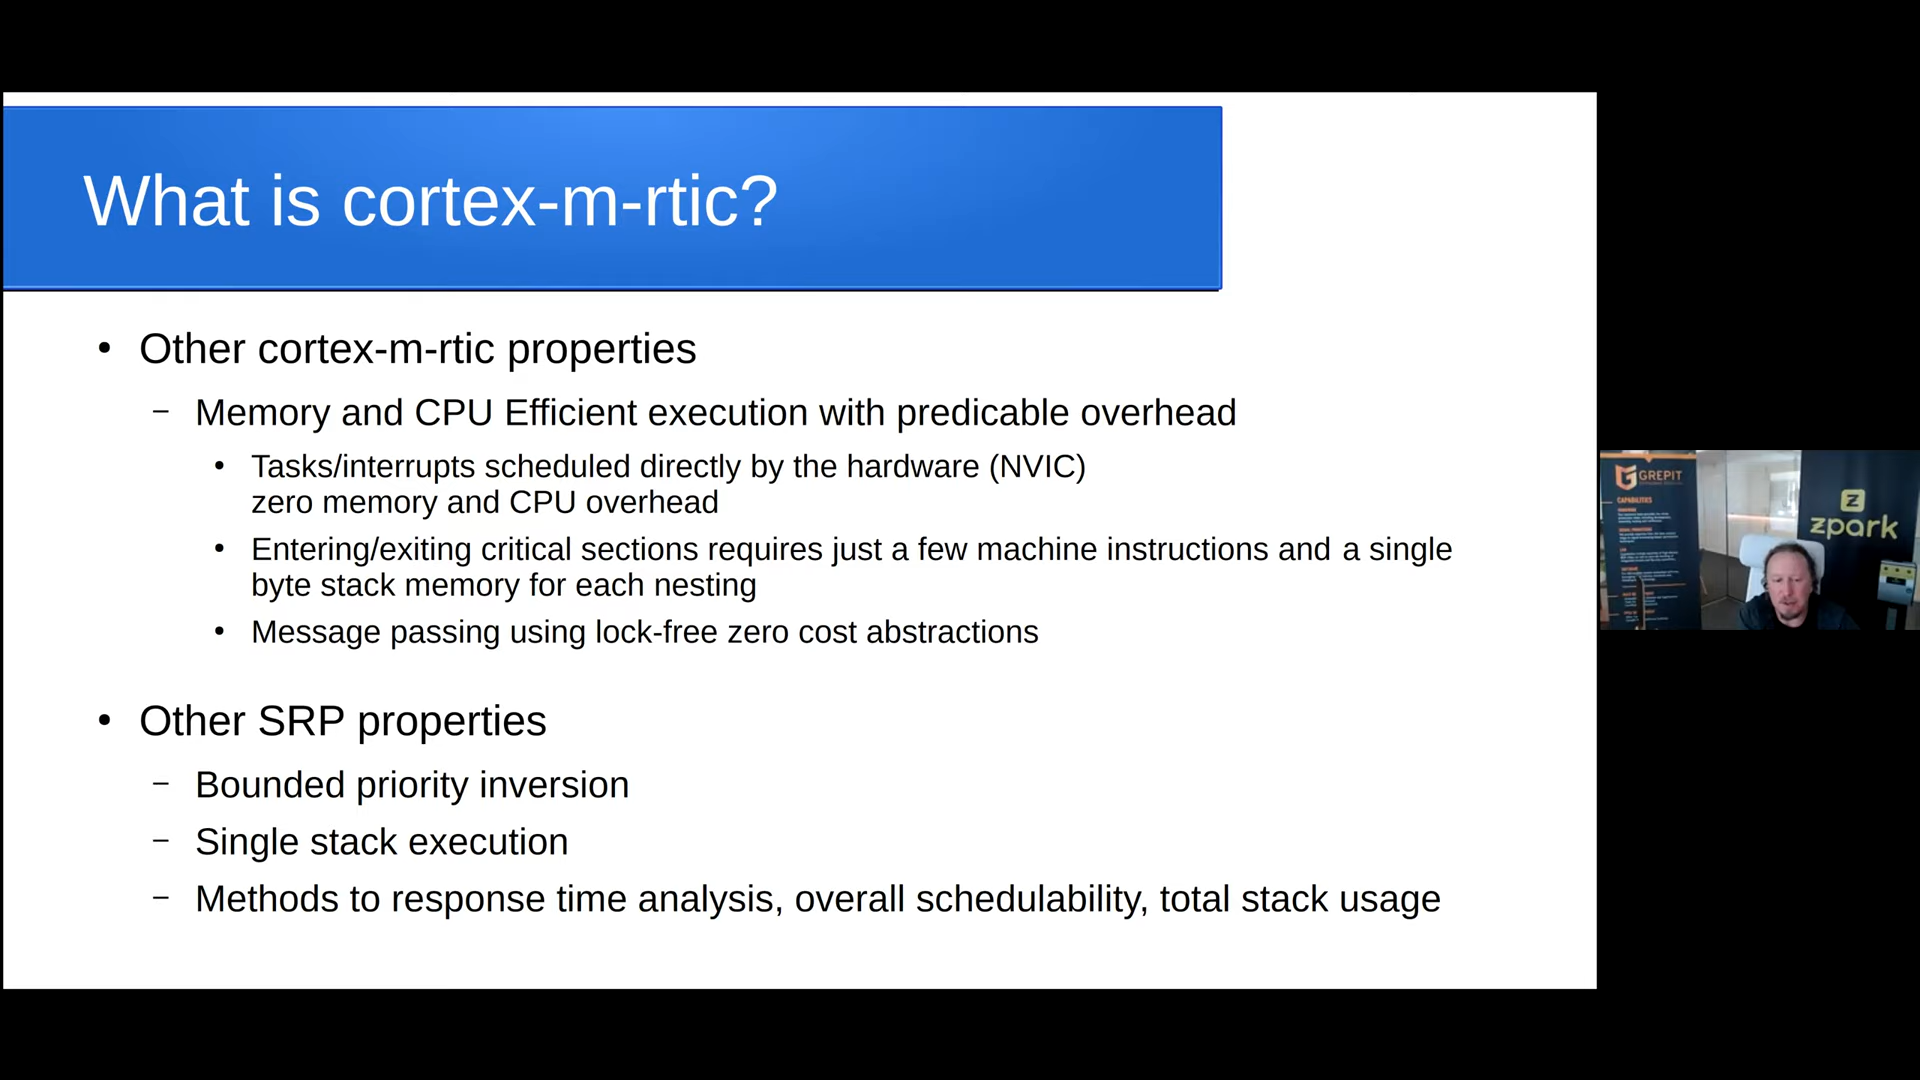 What is cortex-m-rtic?
• Other cortex-m-rtic properties
– Memory and CPU Efficient execution with predicable overhead
• Tasks/interrupts scheduled directly by the hardware (NVIC)
zero memory and CPU overhead
• Entering/exiting critical sections requires just a few machine instructions and a single
byte stack memory for each nesting
• Message passing using lock-free zero cost abstractions
• Other SRP properties
– Bounded priority inversion
– Single stack execution
– Methods to response time analysis, overall schedulability, total stack usage
GREPIT
CAPABILITIES
z
zpark